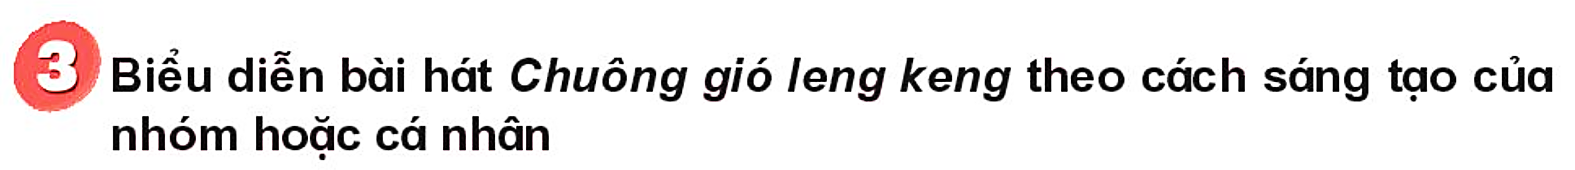 3 Biểu diễn bài hát Chuông gió leng keng theo cách sáng tạo của
nhóm hoặc cá nhân